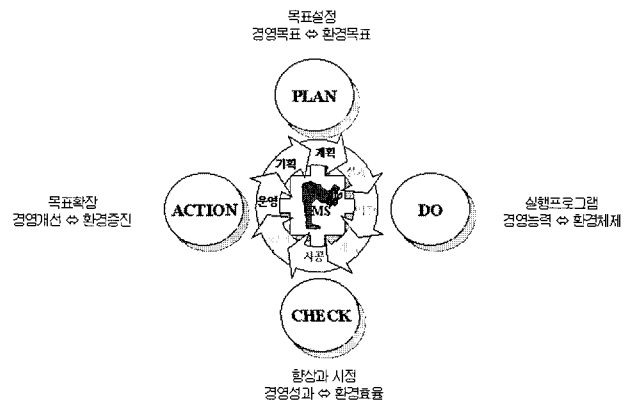 목표설정
경영목표 ⇔ 환경목표
PLAN
계획
기획
운영
MS
시공
ACTION
목표확장
경영개선 ⇔ 환경증진
DO
실행프로그램
경영능력 ⇔ 환경체제
CHECK
향상과 시정
경영성과 ⇔ 환경효율